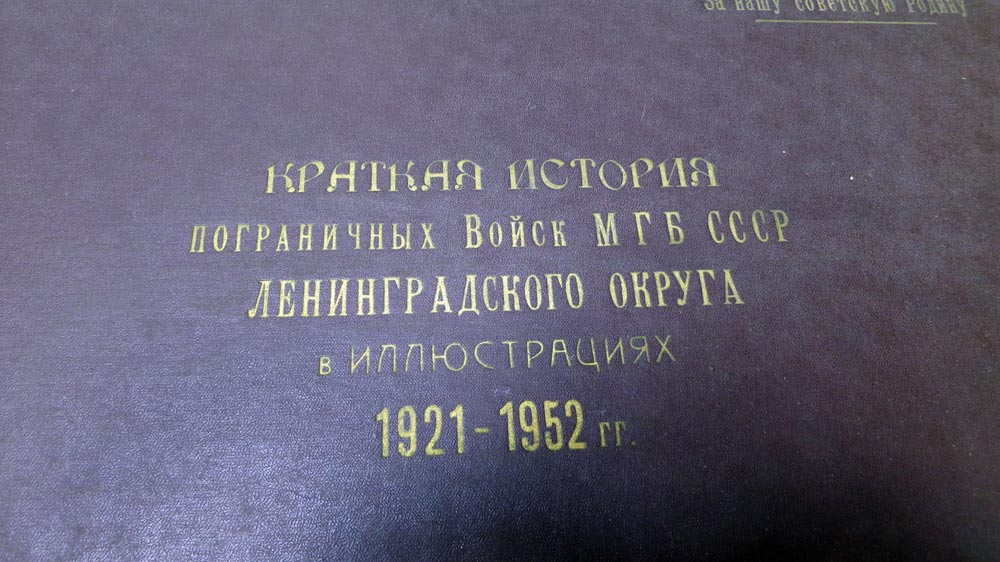 За нашу советскую Родину
КРАТКАЯ ИСТОРИЯ
ПОГРАНИЧНЫХ ВОЙСК МГБ СССР
ЛЕНИНГРАДСКОГО ОКРУГА
в ИЛЛЮСТРАЦИЯХ
1921-1952 гг.